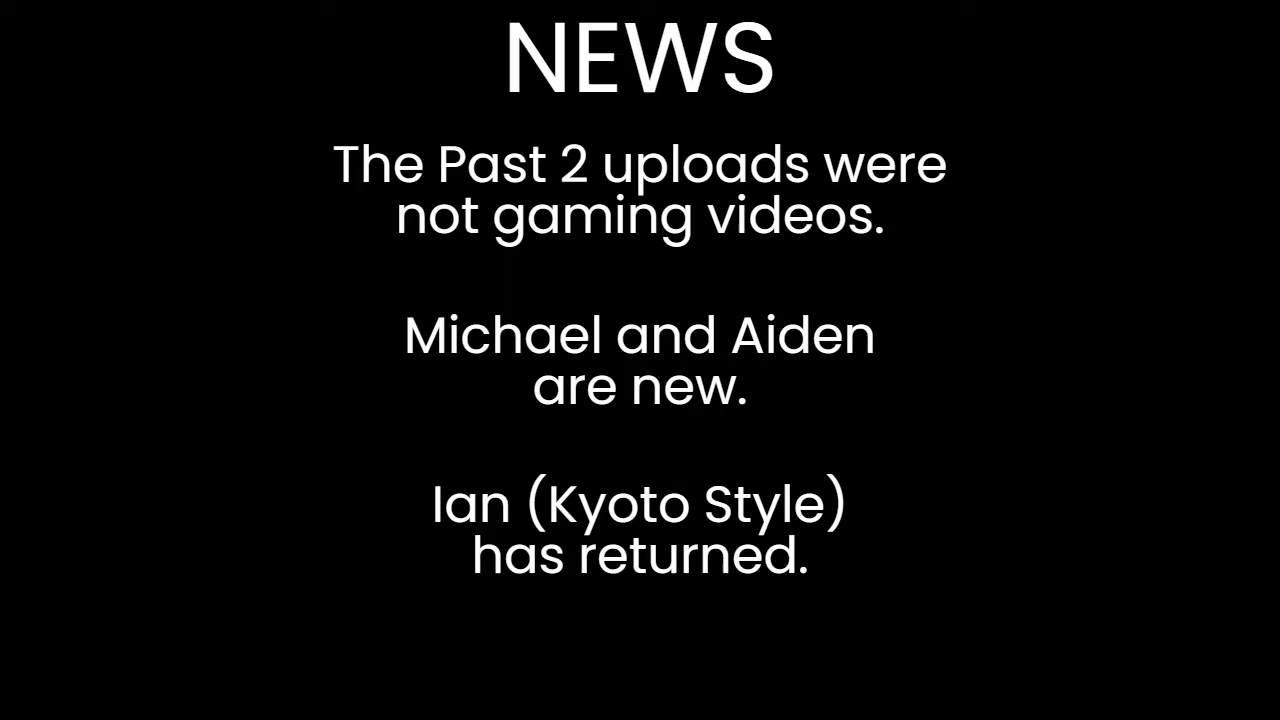 NEWS
The Past 2 uploads were
not gaming videos.
Michael and Aiden
are new.
Ian (Kyoto Style)
has returned.